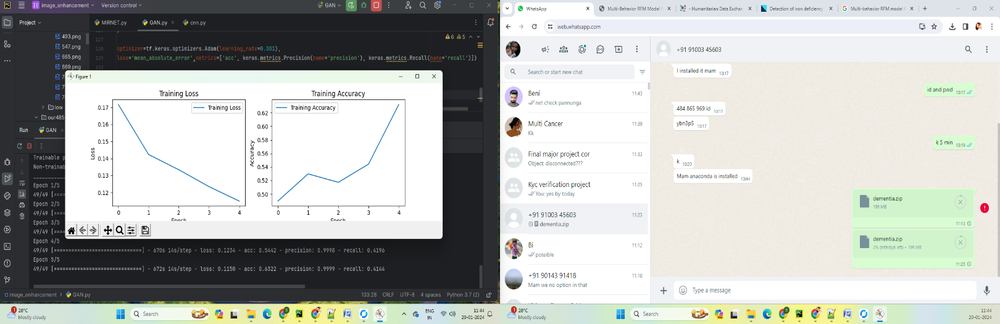 image_enhancement
Version control
GAN
Project
MIRNET.py
GAN.py
cnn.py
493.png
547.png
665.png
669.png
low
our485
127
128
129
130
6 5
optimizer=tf.keras.optimizers.Adam(learning_rate=0.001),
loss='mean_absolute_error',metrics=['acc', keras.metrics.Precision(name='precision'), keras.metrics.Recall(name='recall')])
Figure 1
Training Loss
Training Loss
0.17
0.16
0.15
0.14
0.13
0.12
Loss
0 1 2 3 4
Epoch
Training Accuracy
Training Accuracy
0.62
0.60
0.58
0.56
0.54
0.52
0.50
Accuracy
0 1 2 3 4
Epoch
Run
GAN
Trainable p
Non-trainab
Epoch 1/5
49/49 [===
Epoch 2/5
49/49 [===
Epoch 3/5
49/49 [===
Epoch 4/5
49/49 [==============================] - 670s 14s/step - loss: 0.1234 - acc: 0.5442 - precision: 0.9998 - recall: 0.4196
Epoch 5/5
49/49 [==============================] - 672s 14s/step - loss: 0.1150 - acc: 0.6322 - precision: 0.9999 - recall: 0.4144
image_enhancement > GAN.py
133:28 CRLF UTF-8 4 spaces Python 3.7 (2)
28°C
Mostly cloudy
Search
ENG
IN
11:44
20-01-2024
WhatsApp
Multi-Behavior RFM Model
- Humanitarian Data Exchan
Detection of iron deficiency
Multi-behavior RFM model
web.whatsapp.com
Search or start new chat
Beni
11:43
net check pannunga
Multi Cancer
11:39
Kk
Final major project cor
11:33
Object: disconnected???
Kyc verification project
11:25
You: yes by today
+91 91003 45603
11:23
dementia.zip
Bi
11:12
possible
+91 90143 91418
11:10
Mam we no option in that
+91 91003 45603
I installed it mam 10:17
id and pwd 10:17
484 865 969 id 10:17
ybn3p5 10:17
k 5 min 10:19
k 10:20
Mam anaconda is installed 10:44
dementia.zip
199 MB
11:13
dementia.zip
2% (Infinityd left) • 199 MB
11:23
Type a message
28°C
Mostly cloudy
Search
11:44
20-01-2024